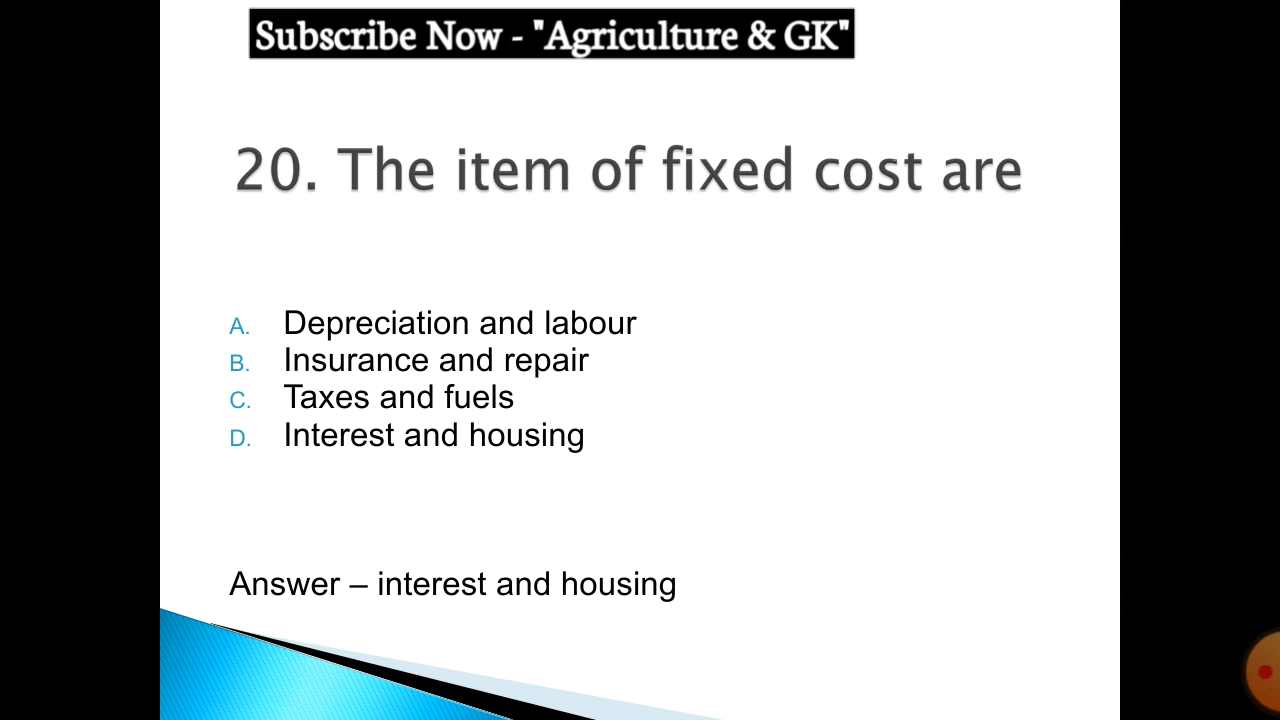 Subscribe Now - "Agriculture & GK"
20. The item of fixed cost are
A. Depreciation and labour
B. Insurance and repair
C. Taxes and fuels
D. Interest and housing
Answer – interest and housing